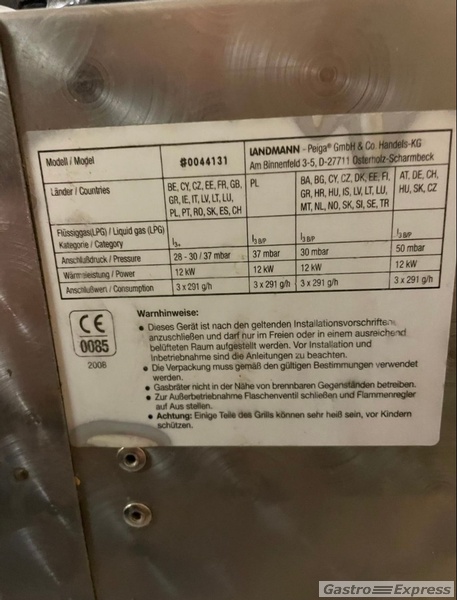 Modell / Model #0044131 LANDMANN - Peiga® GmbH & Co. Handels-KG
Am Binnenfeld 3-5, D-27711 Osterholz-Scharmbeck
Länder / Countries BE, CY, CZ, EE, FR, GB, PL BA, BG, CY, CZ, DK, EE, FI, AT, DE, CH,
GR, IE, IT, LV, LT, LU, GR, HR, HU, IS, LV, LT, LU, HU, SK, CZ
PL, PT, RO, SK, ES, CH MT, NL, NO, SK, SI, SE, TR
Flüssiggas(LPG) / Liquid gas (LPG)
Kategorie / Category I3+ I3 B/P I3 B/P I3 B/P
Anschlußdruck / Pressure 28 - 30 / 37 mbar 37 mbar 30 mbar 50 mbar
Wärmeleistung / Power 12 kW 12 kW 12 kW 12 kW
Anschlußwert / Consumption 3 x 291 g/h 3 x 291 g/h 3 x 291 g/h 3 x 291 g/h
CE
0085
2008
Warnhinweise:
• Dieses Gerät ist nach den geltenden Installationsvorschriften
anzuschließen und darf nur im Freien oder in einem ausreichend
belüfteten Raum aufgestellt werden. Vor Installation und
Inbetriebnahme sind die Anleitungen zu beachten.
• Die Verpackung muss gemäß den gültigen Bestimmungen verwendet
werden.
• Gasbräter nicht in der Nähe von brennbaren Gegenständen betreiben.
• Zur Außerbetriebnahme Flaschenventil schließen und Flammenregler
auf Aus stellen.
• Achtung: Einige Teile des Grills können sehr heiß sein, vor Kindern
schützen.
Gastro Express